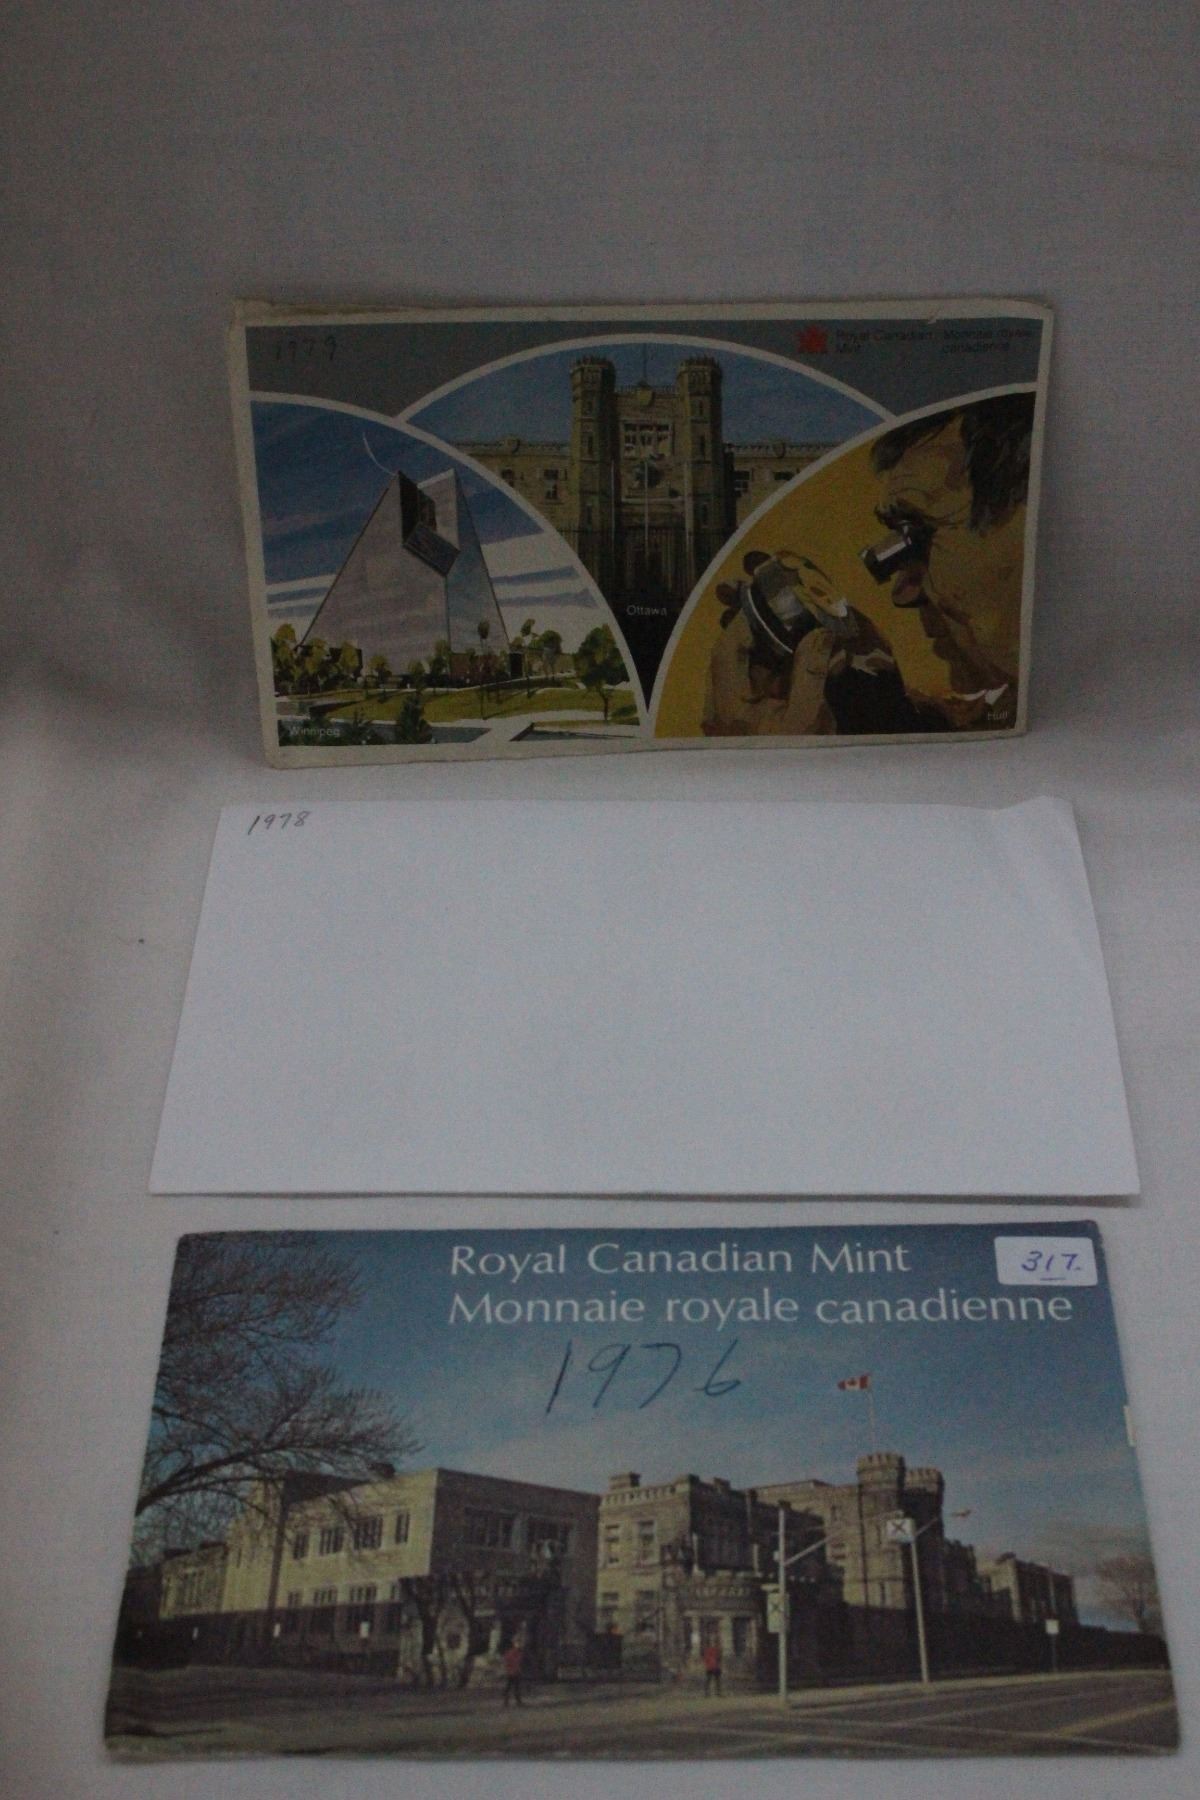 1979
Royal Canadian Mint
Monnaie royale canadienne
Ottawa
Winnipeg
Hull
1978
Royal Canadian Mint
317.
Monnaie royale canadienne
1976